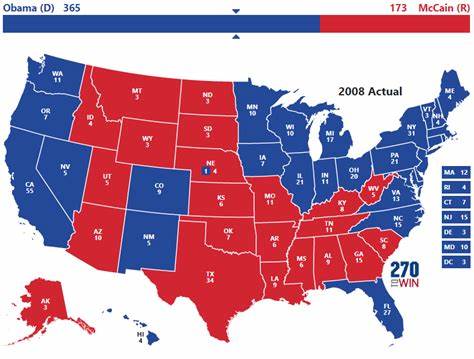 Obama (D) 365
173 McCain (R)
2008 Actual
WA
11
OR
7
CA
55
NV
5
ID
4
MT
3
WY
3
UT
5
AZ
10
CO
9
NM
5
ND
3
SD
3
NE
1 4
KS
6
OK
7
TX
34
MN
10
IA
7
MO
11
AR
6
LA
9
WI
10
IL
21
MI
17
IN
11
OH
20
KY
8
TN
11
MS
6
AL
9
GA
15
FL
27
SC
8
NC
15
VA
13
WV
5
PA
21
NY
31
VT
3
NH
4
ME
4
MA 12
RI 4
CT 7
NJ 15
DE 3
MD 10
DC 3
AK
3
HI
4
270
TO
WIN